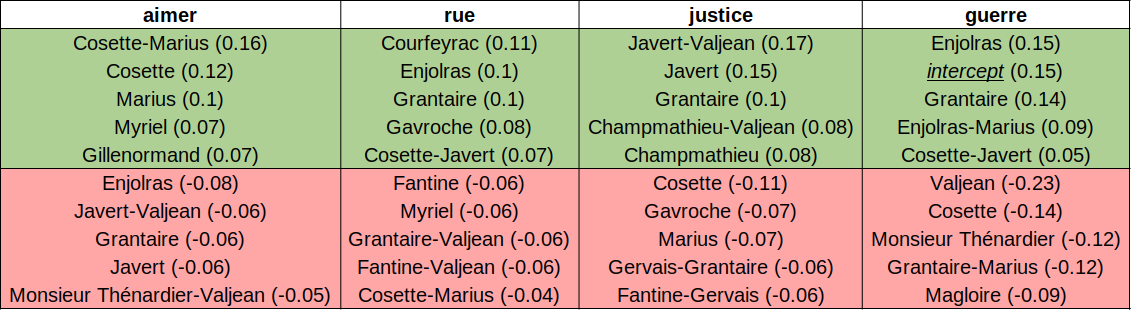 aimer rue justice guerre
Cosette-Marius (0.16) Courfeyrac (0.11) Javert-Valjean (0.17) Enjolras (0.15)
Cosette (0.12) Enjolras (0.1) Javert (0.15) intercept (0.15)
Marius (0.1) Grantaire (0.1) Grantaire (0.1) Grantaire (0.14)
Myriel (0.07) Gavroche (0.08) Champmathieu-Valjean (0.08) Enjolras-Marius (0.09)
Gillenormand (0.07) Cosette-Javert (0.07) Champmathieu (0.08) Cosette-Javert (0.05)
Enjolras (-0.08) Fantine (-0.06) Cosette (-0.11) Valjean (-0.23)
Javert-Valjean (-0.06) Myriel (-0.06) Gavroche (-0.07) Cosette (-0.14)
Grantaire (-0.06) Grantaire-Valjean (-0.06) Marius (-0.07) Monsieur Thénardier (-0.12)
Javert (-0.06) Fantine-Valjean (-0.06) Gervais-Grantaire (-0.06) Grantaire-Marius (-0.12)
Monsieur Thénardier-Valjean (-0.05) Cosette-Marius (-0.04) Fantine-Gervais (-0.06) Magloire (-0.09)